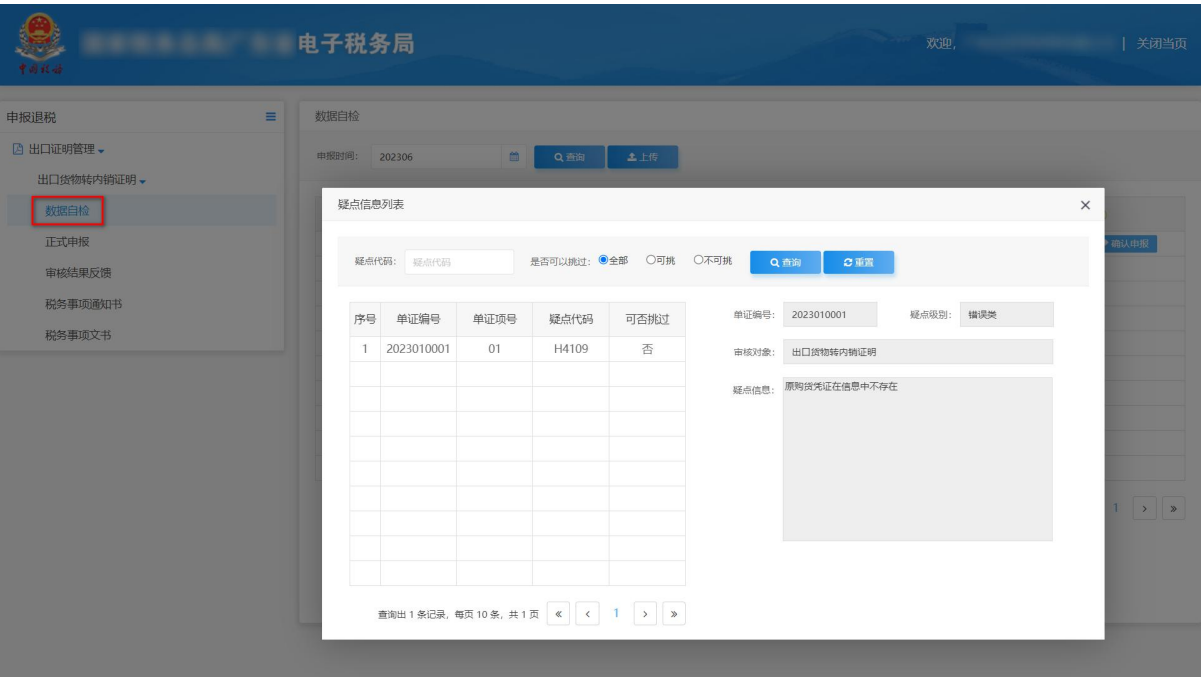 中国税务
电子税务局
欢迎,
| 关闭当页
申报退税
出口证明管理
出口货物转内销证明
数据自检
正式申报
审核结果反馈
税务事项通知书
税务事项文书
数据自检
申报时间: 202306 查询 上传
确认申报
疑点信息列表 ×
疑点代码: 疑点代码 是否可以挑过: 全部 可挑 不可挑 查询 重置
序号 单证编号 单证项号 疑点代码 可否挑过
1 2023010001 01 H4109 否
单证编号: 2023010001 疑点级别: 错误类
审核对象: 出口货物转内销证明
疑点信息: 原购货凭证在信息中不存在
查询出 1 条记录, 每页 10 条, 共 1 页 « ‹ 1 › »
1 › »